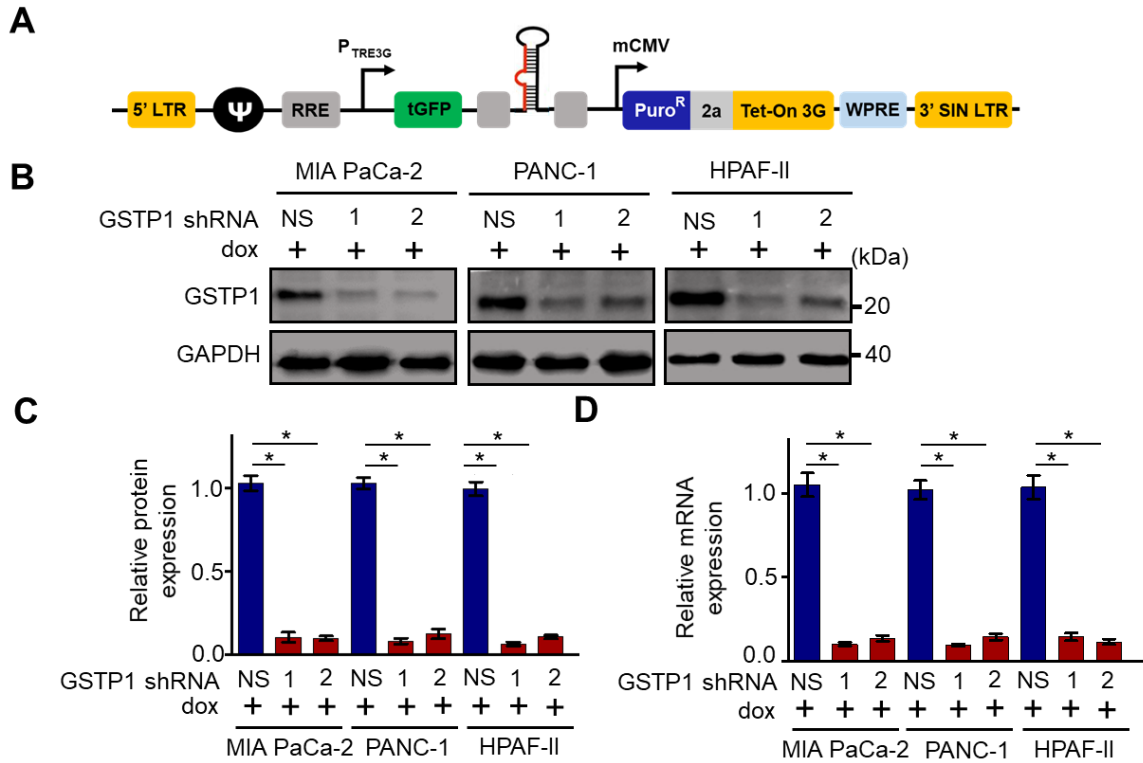 A
P TRE3G
mCMV
5' LTR Ψ RRE tGFP Puro R 2a Tet-On 3G WPRE 3' SIN LTR
B
MIA PaCa-2 PANC-1 HPAF-II
GSTP1 shRNA NS 1 2 NS 1 2 NS 1 2
dox + + + + + + + + + (kDa)
GSTP1 20
GAPDH 40
C
Relative protein expression
1.0
0.5
0.0
* * * * * *
GSTP1 shRNA NS 1 2 NS 1 2 NS 1 2
dox + + + + + + + + +
MIA PaCa-2 PANC-1 HPAF-II
D
Relative mRNA expression
1.0
0.5
0.0
* * * * * *
GSTP1 shRNA NS 1 2 NS 1 2 NS 1 2
dox + + + + + + + + +
MIA PaCa-2 PANC-1 HPAF-II